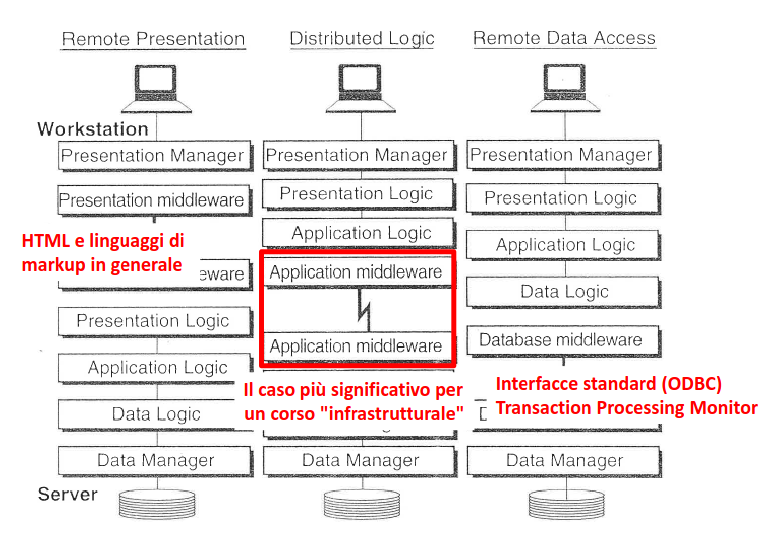 Remote Presentation
Distributed Logic
Remote Data Access
Workstation
Presentation Manager
Presentation middleware
HTML e linguaggi di
markup in generale
Presentation Logic
Application Logic
Data Logic
Data Manager
Server
Presentation Manager
Presentation Logic
Application Logic
Application middleware
Application middleware
Il caso più significativo per
un corso "infrastrutturale"
Data Manager
Presentation Manager
Presentation Logic
Application Logic
Data Logic
Database middleware
Interfacce standard (ODBC)
Transaction Processing Monitor
Data Manager